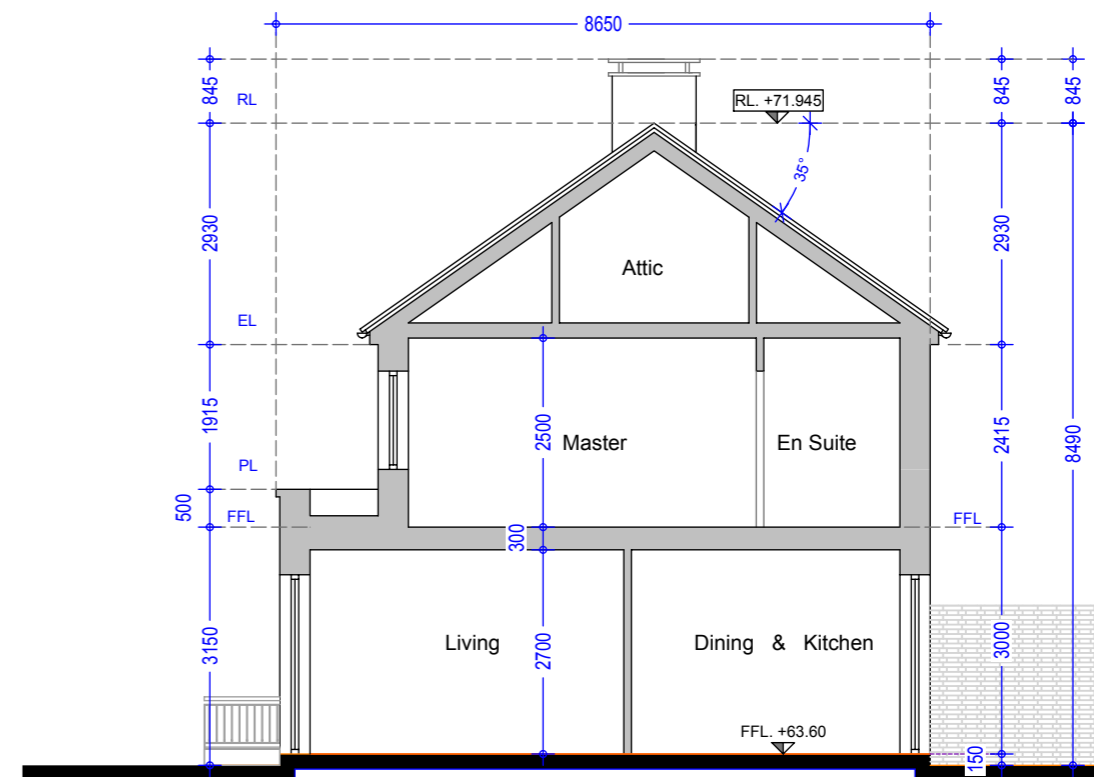 8650
845
RL
RL. +71.945
845
845
35°
2930
2930
Attic
EL
1915
2500
Master
En Suite
2415
8490
PL
500
FFL
300
FFL
3150
Living
2700
Dining & Kitchen
3000
FFL. +63.60
150